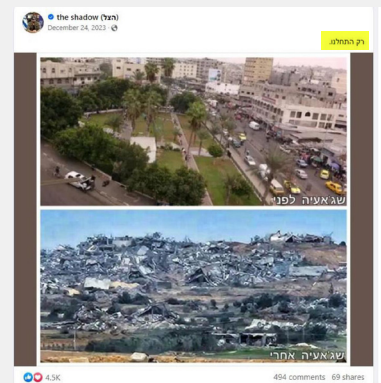 the shadow (הצל)
December 24, 2023
רק התחלנו.
שג'אעיה לפני
שג'אעיה אחרי
4.5K
494 comments 69 shares